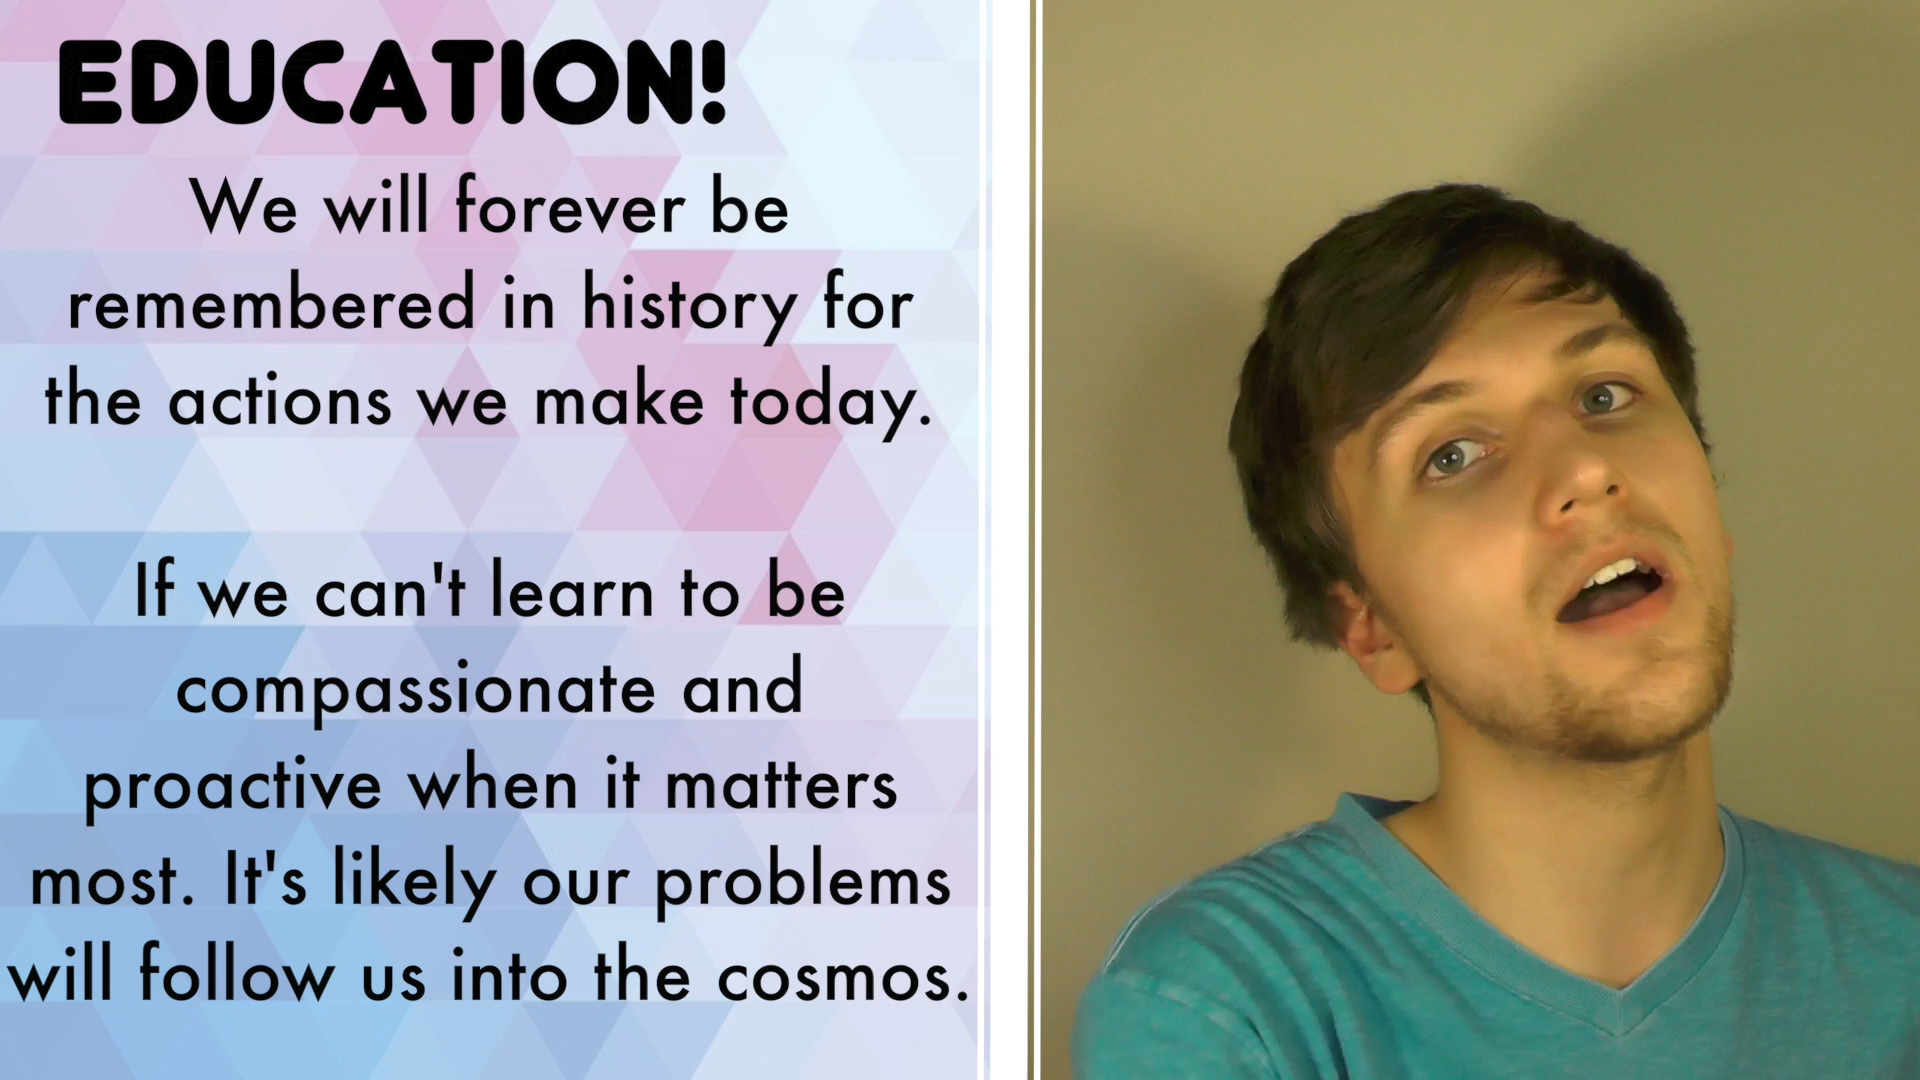 EDUCATION!
We will forever be
remembered in history for
the actions we make today.
If we can't learn to be
compassionate and
proactive when it matters
most. It's likely our problems
will follow us into the cosmos.